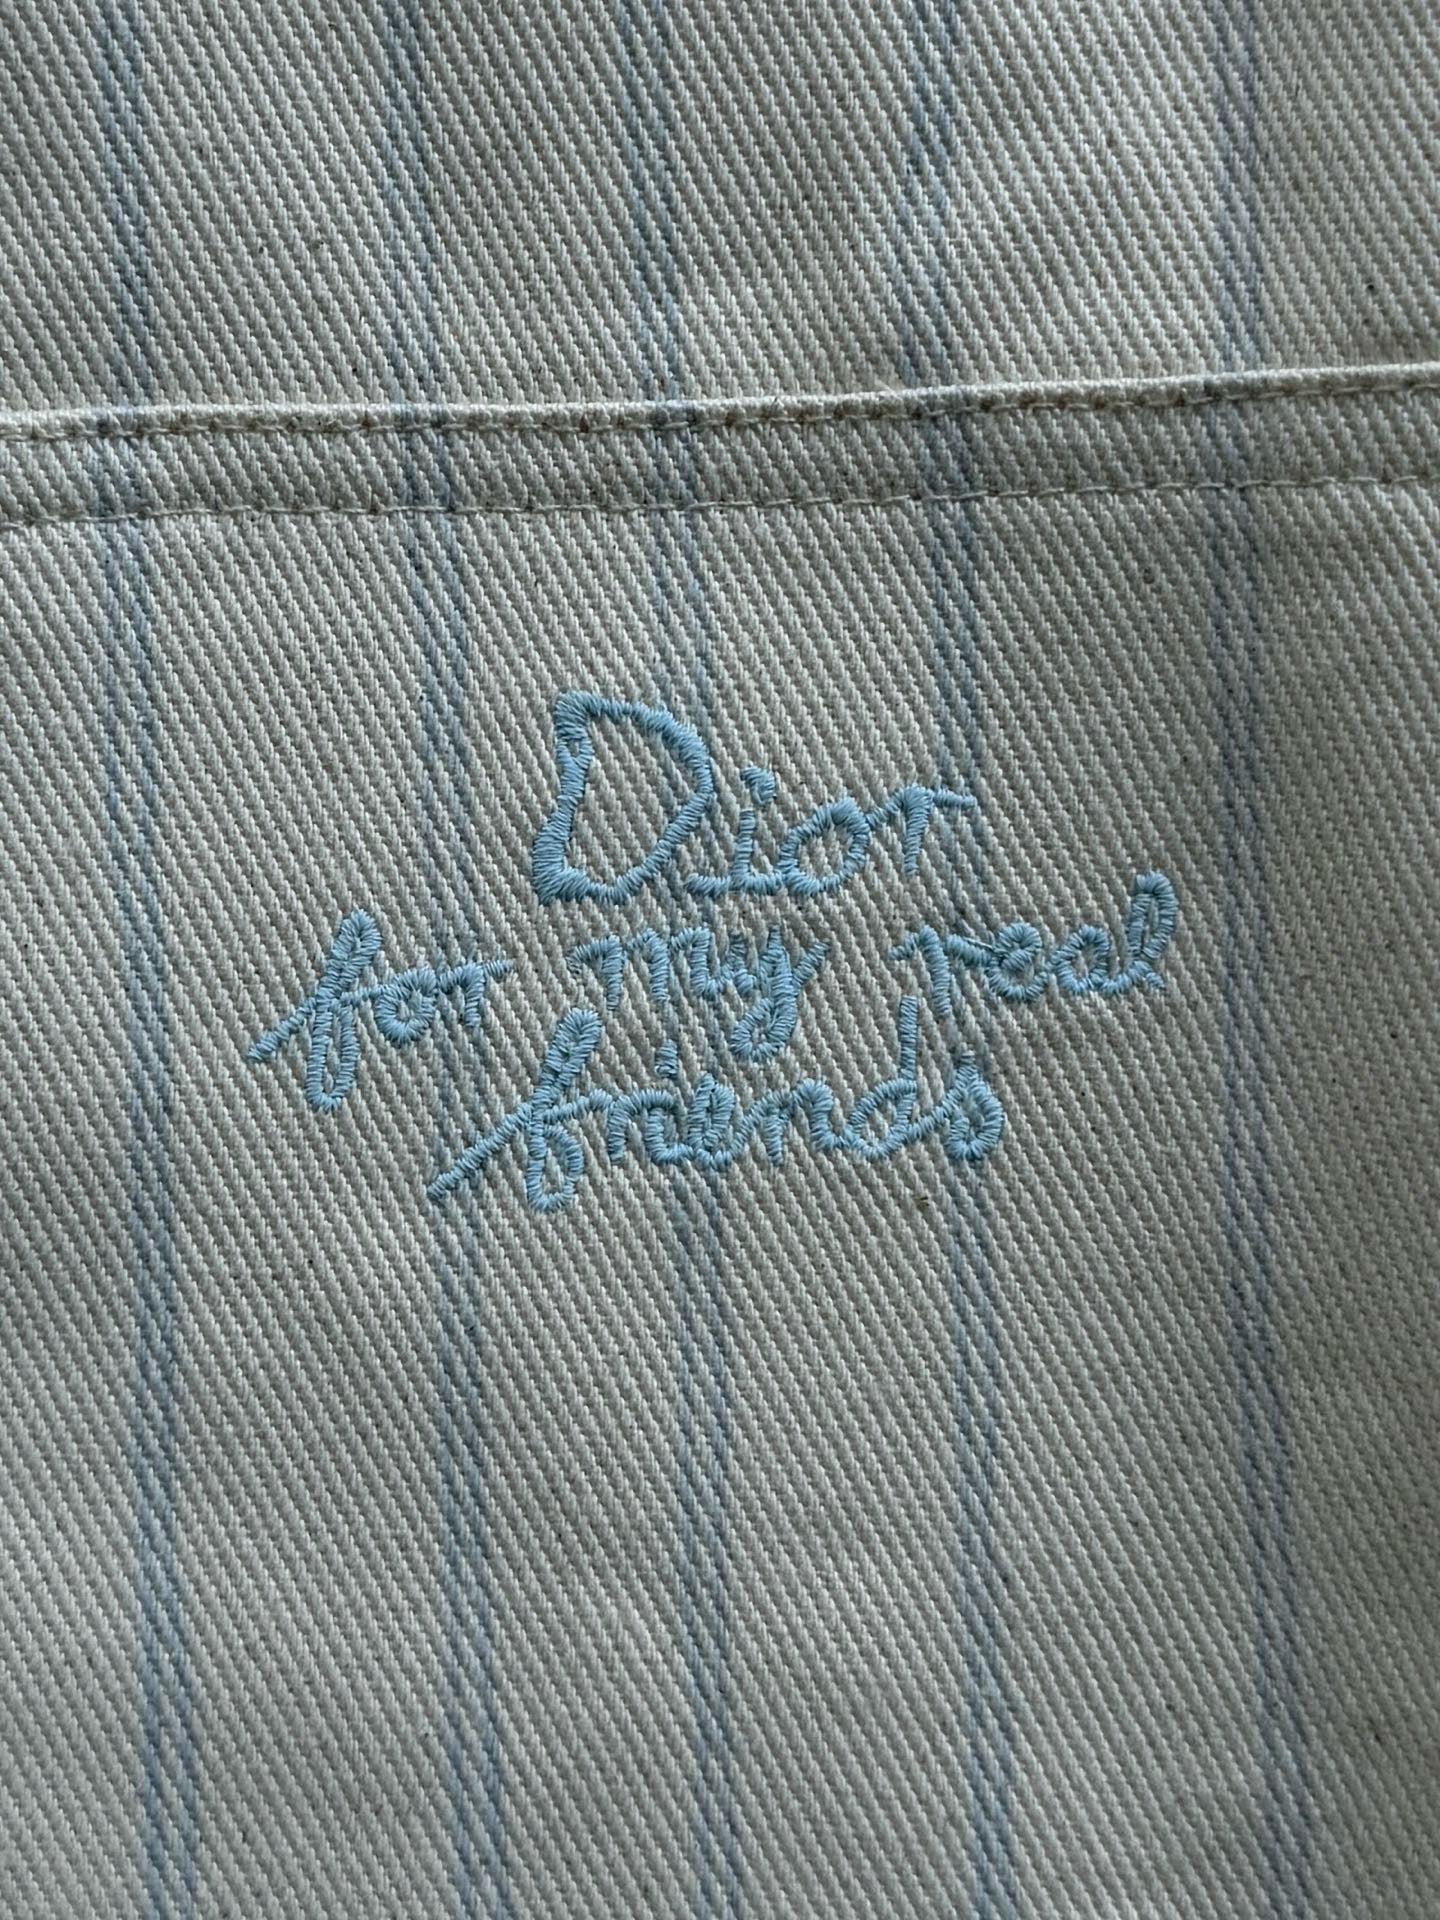 Dior
for my real
friends